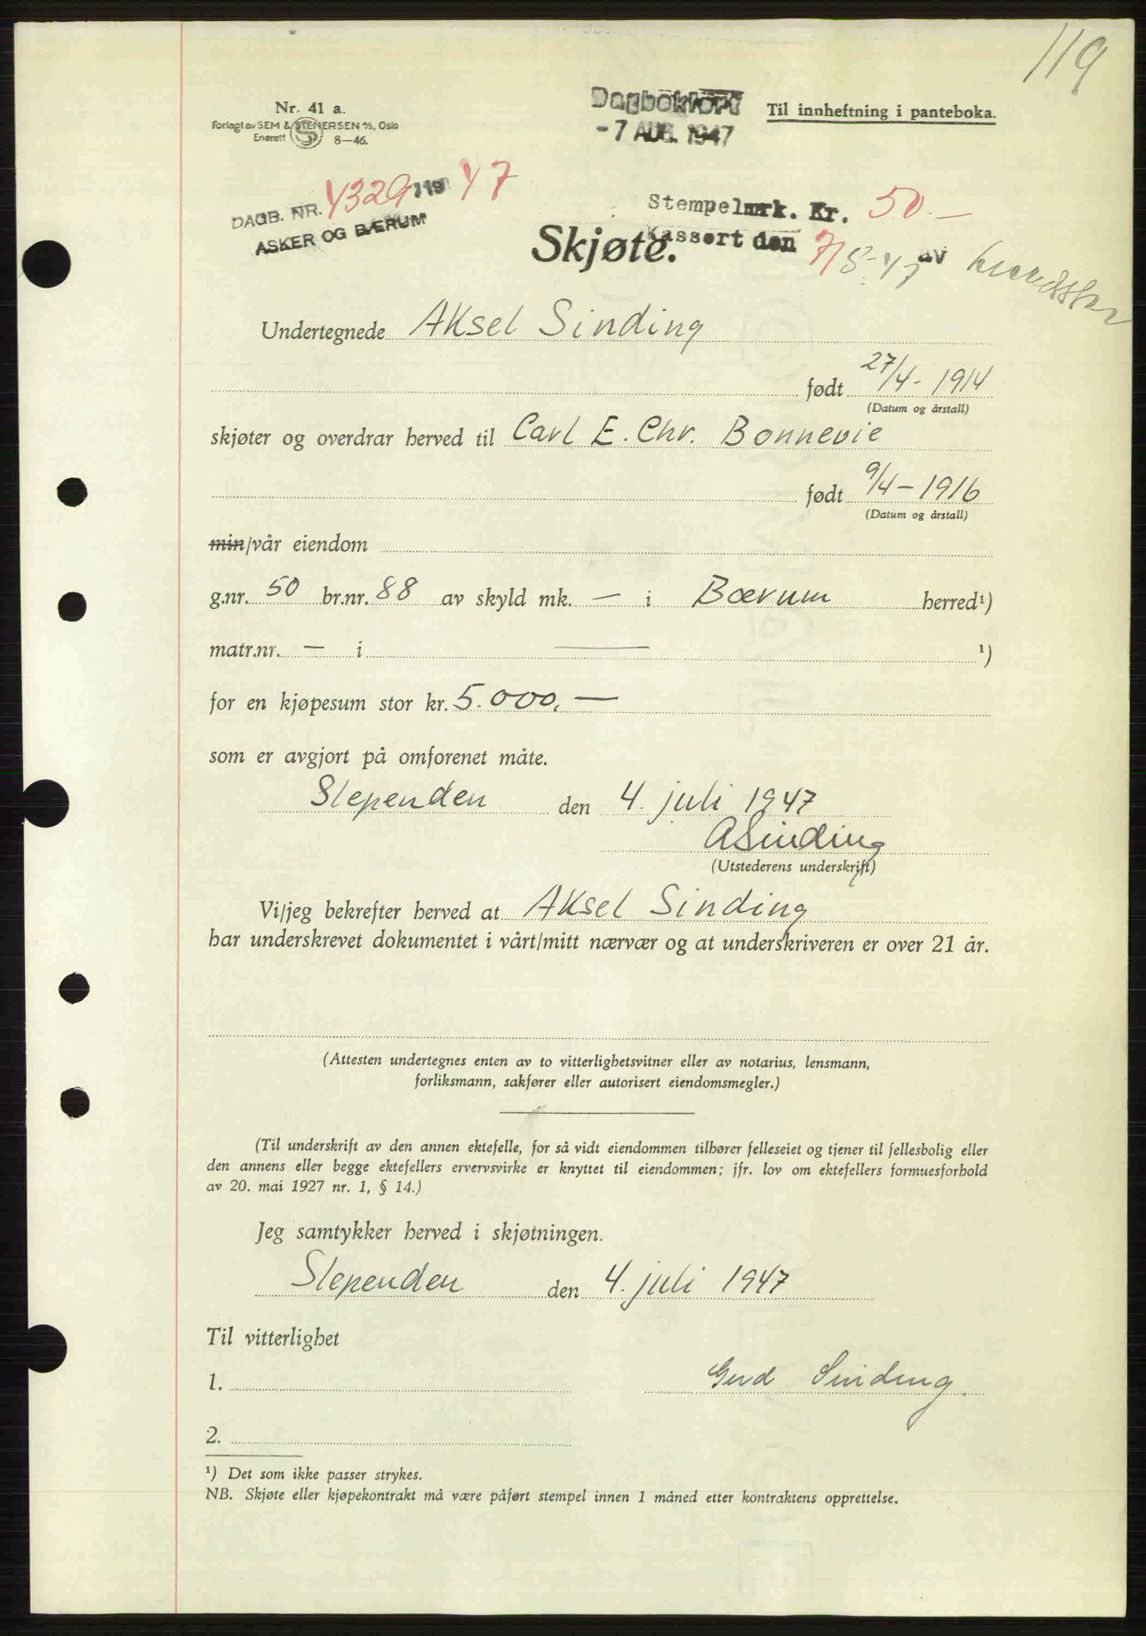 119
Nr. 41 a.
Forlagt av SEM & STENERSEN A/S, Oslo
Enerett 8—46.
Dagbokført
-7 AUG. 1947
Til innheftning i panteboka.
DAGB. NR. 4329 119 47
ASKER OG BÆRUM
Stempelmrk. Kr. 50.—
Kassert den 7/8-47 av
Skjøte.
Undertegnede Aksel Sinding
født 27/4- 1914
(Datum og årstall)
skjøter og overdrar herved til Carl E. Chr. Bonnevie
født 9/4-1916
(Datum og årstall)
min/vår eiendom
g.nr. 50 br.nr. 88 av skyld mk. — i Bærum herred¹)
matr.nr. — i — ¹)
for en kjøpesum stor kr. 5.000,—
som er avgjort på omforenet måte.
Slependen den 4. juli 1947
ASinding
(Utstederens underskrift)
Vi/jeg bekrefter herved at Aksel Sinding
har underskrevet dokumentet i vårt/mitt nærvær og at underskriveren er over 21 år.
(Attesten undertegnes enten av to vitterlighetsvitner eller av notarius, lensmann,
forliksmann, sakfører eller autorisert eiendomsmegler.)
(Til underskrift av den annen ektefelle, for så vidt eiendommen tilhører felleseiet og tjener til fellesbolig eller
den annens eller begge ektefellers ervervsvirke er knyttet til eiendommen; jfr. lov om ektefellers formuesforhold
av 20. mai 1927 nr. 1, § 14.)
Jeg samtykker herved i skjøtningen.
Slependen den 4. juli 1947
Til vitterlighet
1. Gerd Sinding.
2.
¹) Det som ikke passer strykes.
NB. Skjøte eller kjøpekontrakt må være påført stempel innen 1 måned etter kontraktens opprettelse.